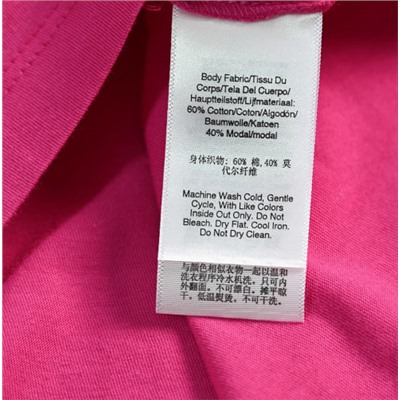 Body Fabric/Tissu Du
Corps/Tela Del Cuerpo/
Hauptteilstoff/Lijfmateriaal:
60% Cotton/Coton/Algodón/
Baumwolle/Katoen
40% Modal/modal
身体织物: 60% 棉,40% 莫
代尔纤维
Machine Wash Cold, Gentle
Cycle, With Like Colors
Inside Out Only. Do Not
Bleach. Dry Flat. Cool Iron.
Do Not Dry Clean.
与颜色相似衣物一起以温和
洗衣程序冷水机洗。只可内
外翻面。不可漂白。摊平晾
干。低温熨烫。不可干洗。